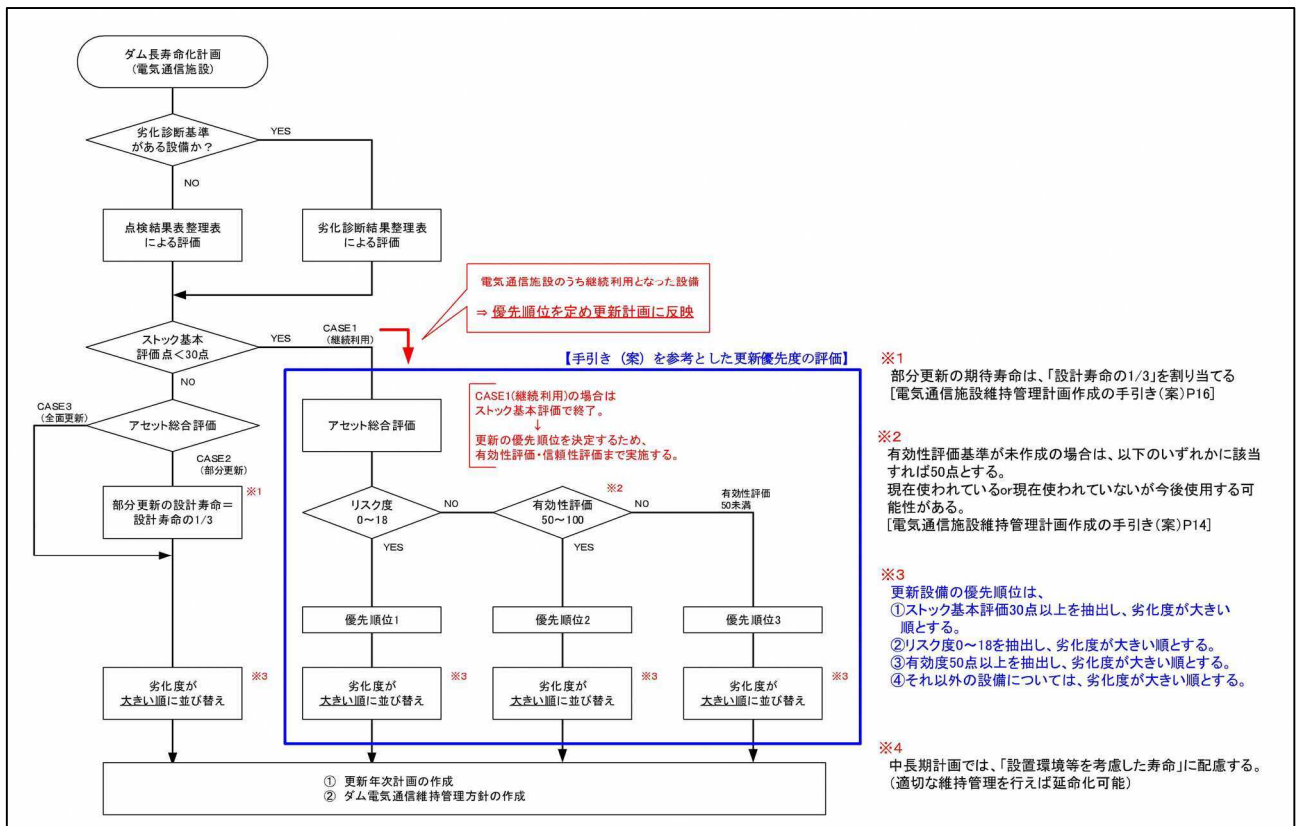 ダム長寿命化計画
(電気通信施設)
劣化診断基準
がある設備か？
YES
NO
点検結果表整理表
による評価
劣化診断結果整理表
による評価
電気通信施設のうち継続利用となった設備
⇒ 優先順位を定め更新計画に反映
ストック基本
評価点＜30点
YES
CASE1
(継続利用)
NO
CASE3
(全面更新)
アセット総合評価
CASE2
(部分更新)
部分更新の設計寿命＝
設計寿命の1/3
※1
【手引き（案）を参考とした更新優先度の評価】
アセット総合評価
CASE1(継続利用)の場合は
ストック基本評価で終了。
↓
更新の優先順位を決定するため、
有効性評価・信頼性評価まで実施する。
リスク度
0～18
NO
YES
※2
有効性評価
50～100
NO
YES
有効性評価
50未満
優先順位1
優先順位2
優先順位3
劣化度が
大きい順に並び替え
※3
劣化度が
大きい順に並び替え
※3
劣化度が
大きい順に並び替え
※3
劣化度が
大きい順に並び替え
※3
① 更新年次計画の作成
② ダム電気通信維持管理方針の作成
※1
部分更新の期待寿命は、「設計寿命の1/3」を割り当てる
[電気通信施設維持管理計画作成の手引き(案)P16]
※2
有効性評価基準が未作成の場合は、以下のいずれかに該当
すれば50点とする。
現在使われているor現在使われていないが今後使用する可
能性がある。
[電気通信施設維持管理計画作成の手引き(案)P14]
※3
更新設備の優先順位は、
①ストック基本評価30点以上を抽出し、劣化度が大きい
順とする。
②リスク度0～18を抽出し、劣化度が大きい順とする。
③有効度50点以上を抽出し、劣化度が大きい順とする。
④それ以外の設備については、劣化度が大きい順とする。
※4
中長期計画では、「設置環境等を考慮した寿命」に配慮する。
(適切な維持管理を行えば延命化可能)